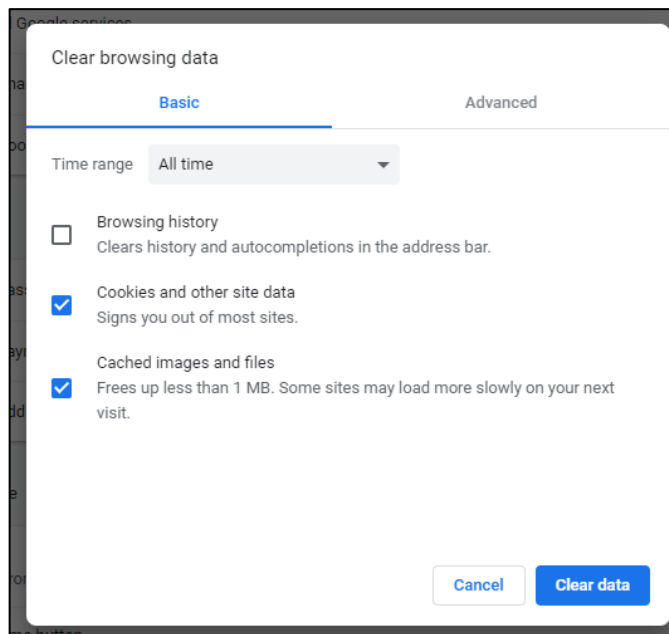 Google services
Clear browsing data
Basic
Advanced
Time range
All time
Browsing history
Clears history and autocompletions in the address bar.
Cookies and other site data
Signs you out of most sites.
Cached images and files
Frees up less than 1 MB. Some sites may load more slowly on your next
visit.
Cancel
Clear data
button